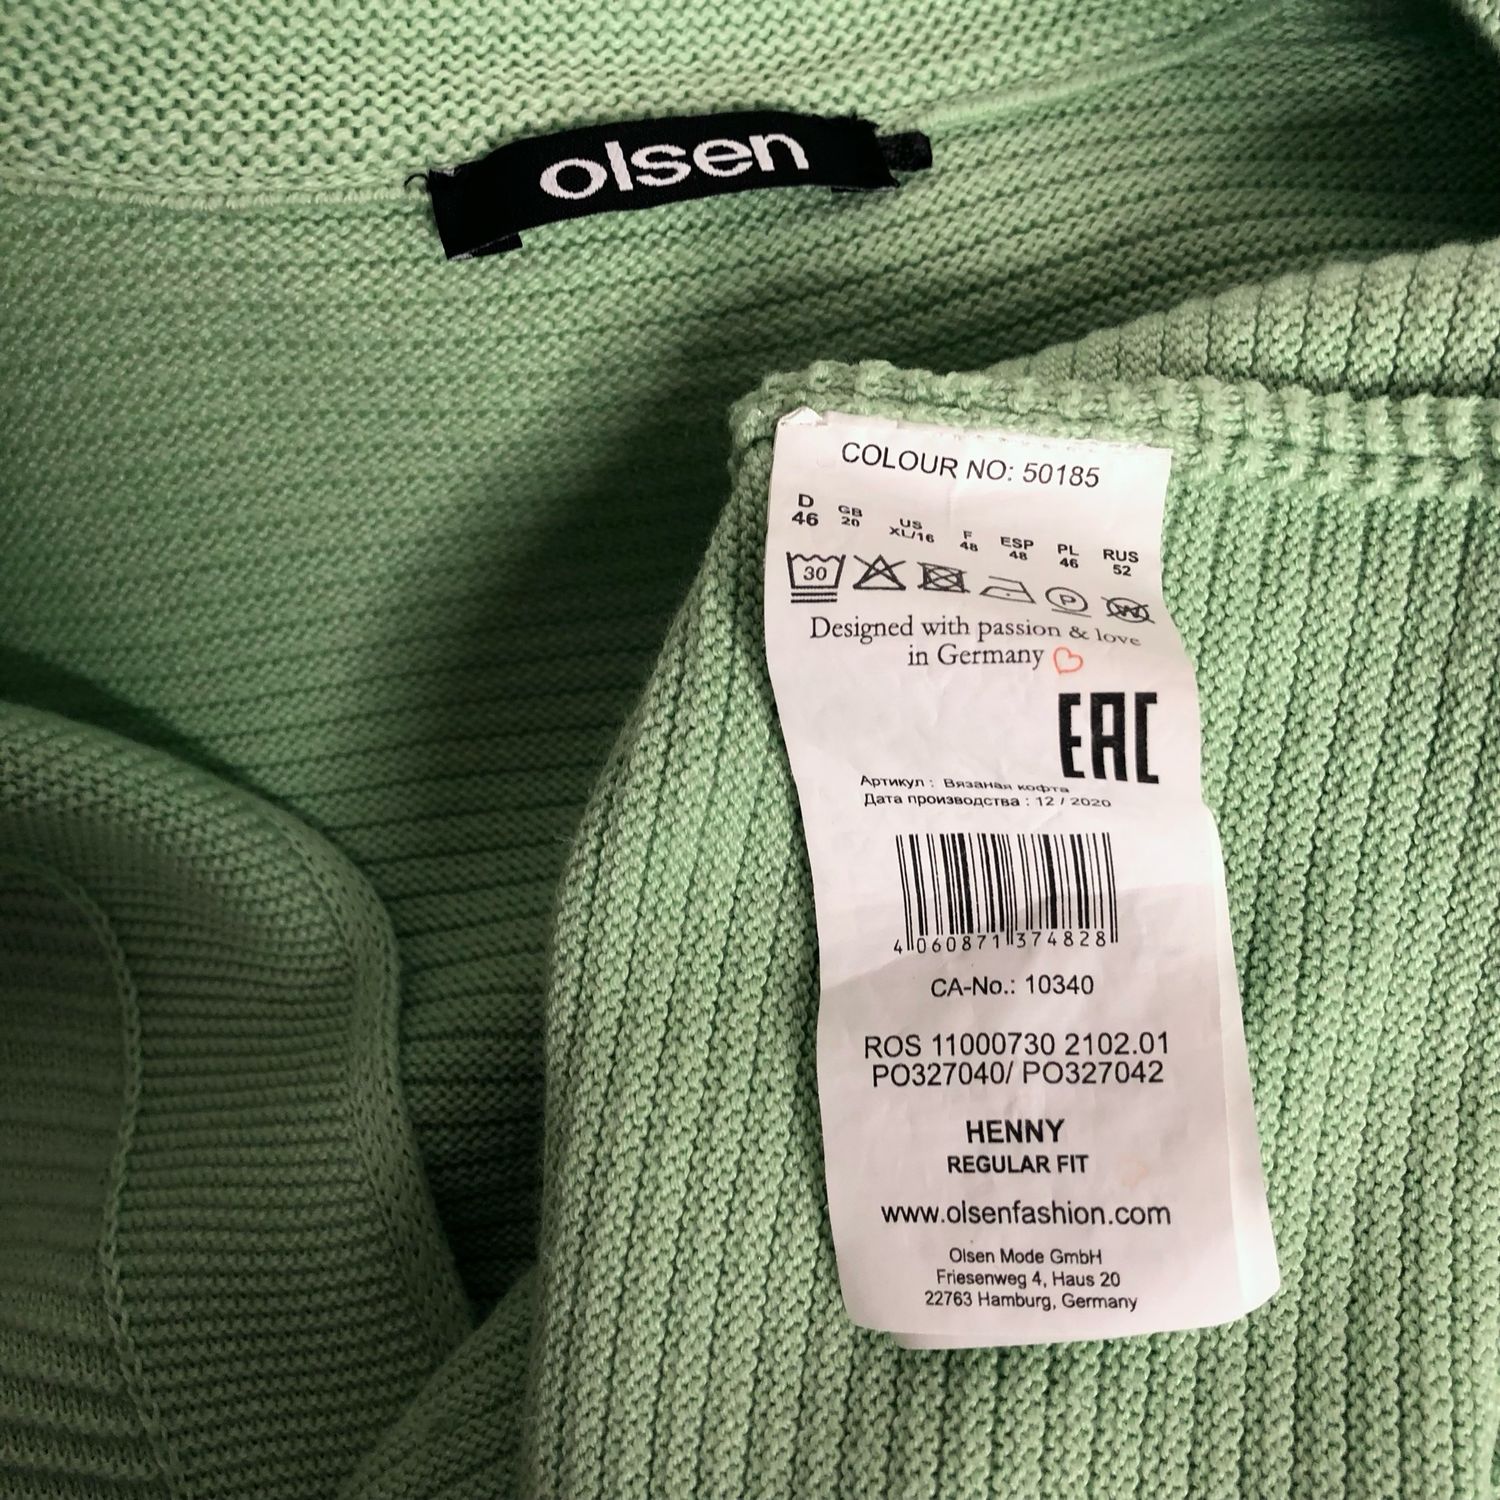 olsen
COLOUR NO: 50185
D GB US F ESP PL RUS
46 20 XL/16 48 48 46 52
30 P W
Designed with passion & love
in Germany
EAC
Артикул : Вязаная кофта
Дата производства : 12 / 2020
4 060871 374828
CA-No.: 10340
ROS 11000730 2102.01
PO327040/ PO327042
HENNY
REGULAR FIT
www.olsenfashion.com
Olsen Mode GmbH
Friesenweg 4, Haus 20
22763 Hamburg, Germany